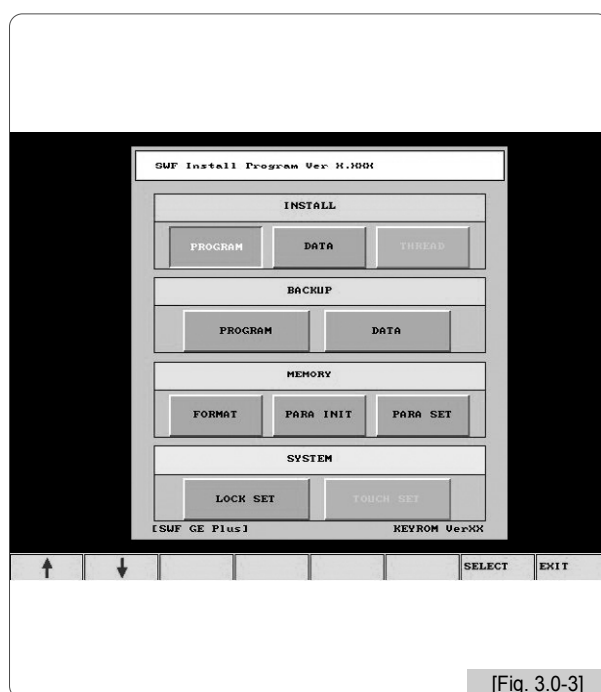 SWF Install Program Ver X.XXX
INSTALL
PROGRAM DATA THREAD
BACKUP
PROGRAM DATA
MEMORY
FORMAT PARA INIT PARA SET
SYSTEM
LOCK SET TOUCH SET
[SWF GE Plus] KEYROM VerXX
↑ ↓ SELECT EXIT
[Fig. 3.0-3]